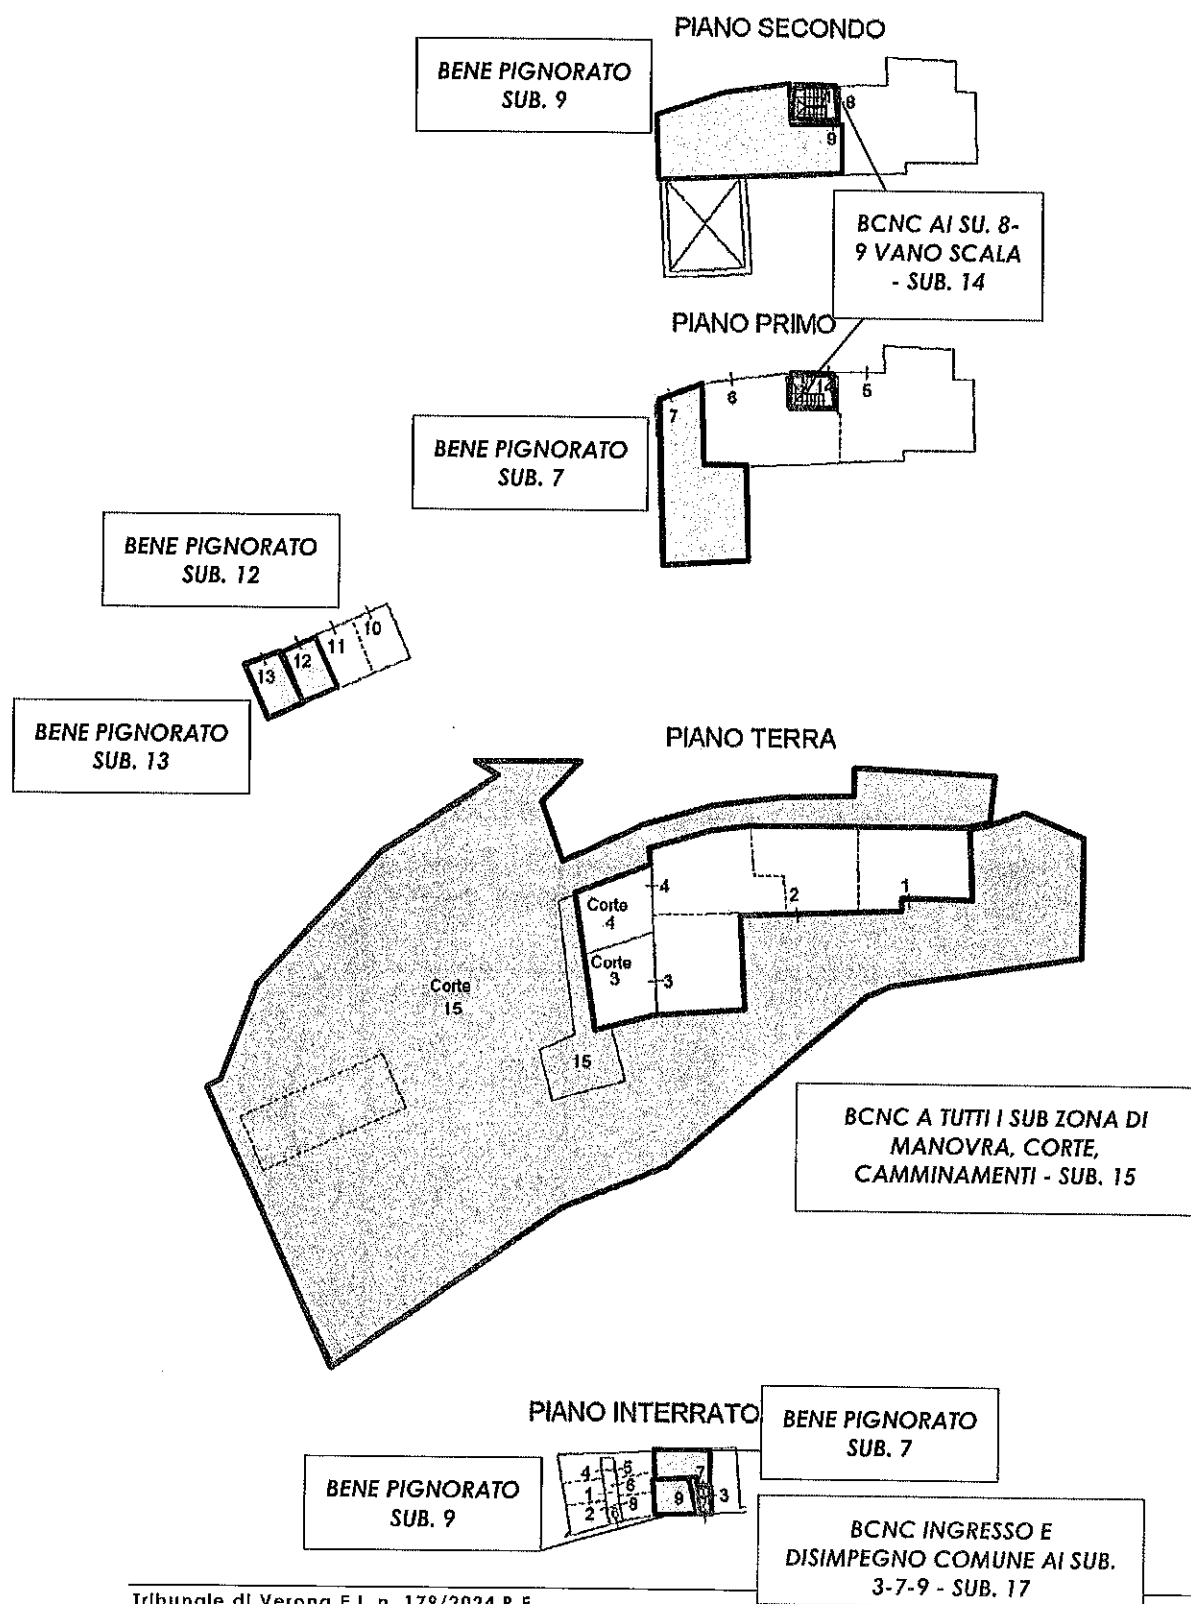 PIANO SECONDO
BENE PIGNORATO
SUB. 9
8
9
BCNC AI SU. 8-
9 VANO SCALA
- SUB. 14
PIANO PRIMO
7
6
5
BENE PIGNORATO
SUB. 7
BENE PIGNORATO
SUB. 12
13
12
11
10
BENE PIGNORATO
SUB. 13
PIANO TERRA
4
2
1
Corte
4
Corte
3
3
Corte
15
15
BCNC A TUTTI I SUB ZONA DI
MANOVRA, CORTE,
CAMMINAMENTI - SUB. 15
PIANO INTERRATO
BENE PIGNORATO
SUB. 7
4
5
7
1
6
9
3
2
8
BENE PIGNORATO
SUB. 9
BCNC INGRESSO E
DISIMPEGNO COMUNE AI SUB.
3-7-9 - SUB. 17
Tribunale di Verona E.I. n. 179/2024 R.E.